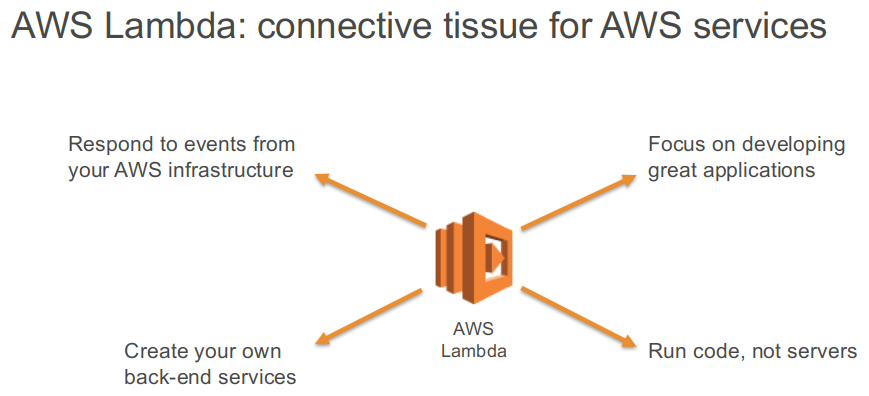 AWS Lambda: connective tissue for AWS services
Respond to events from
your AWS infrastructure
Focus on developing
great applications
AWS
Lambda
Create your own
back-end services
Run code, not servers